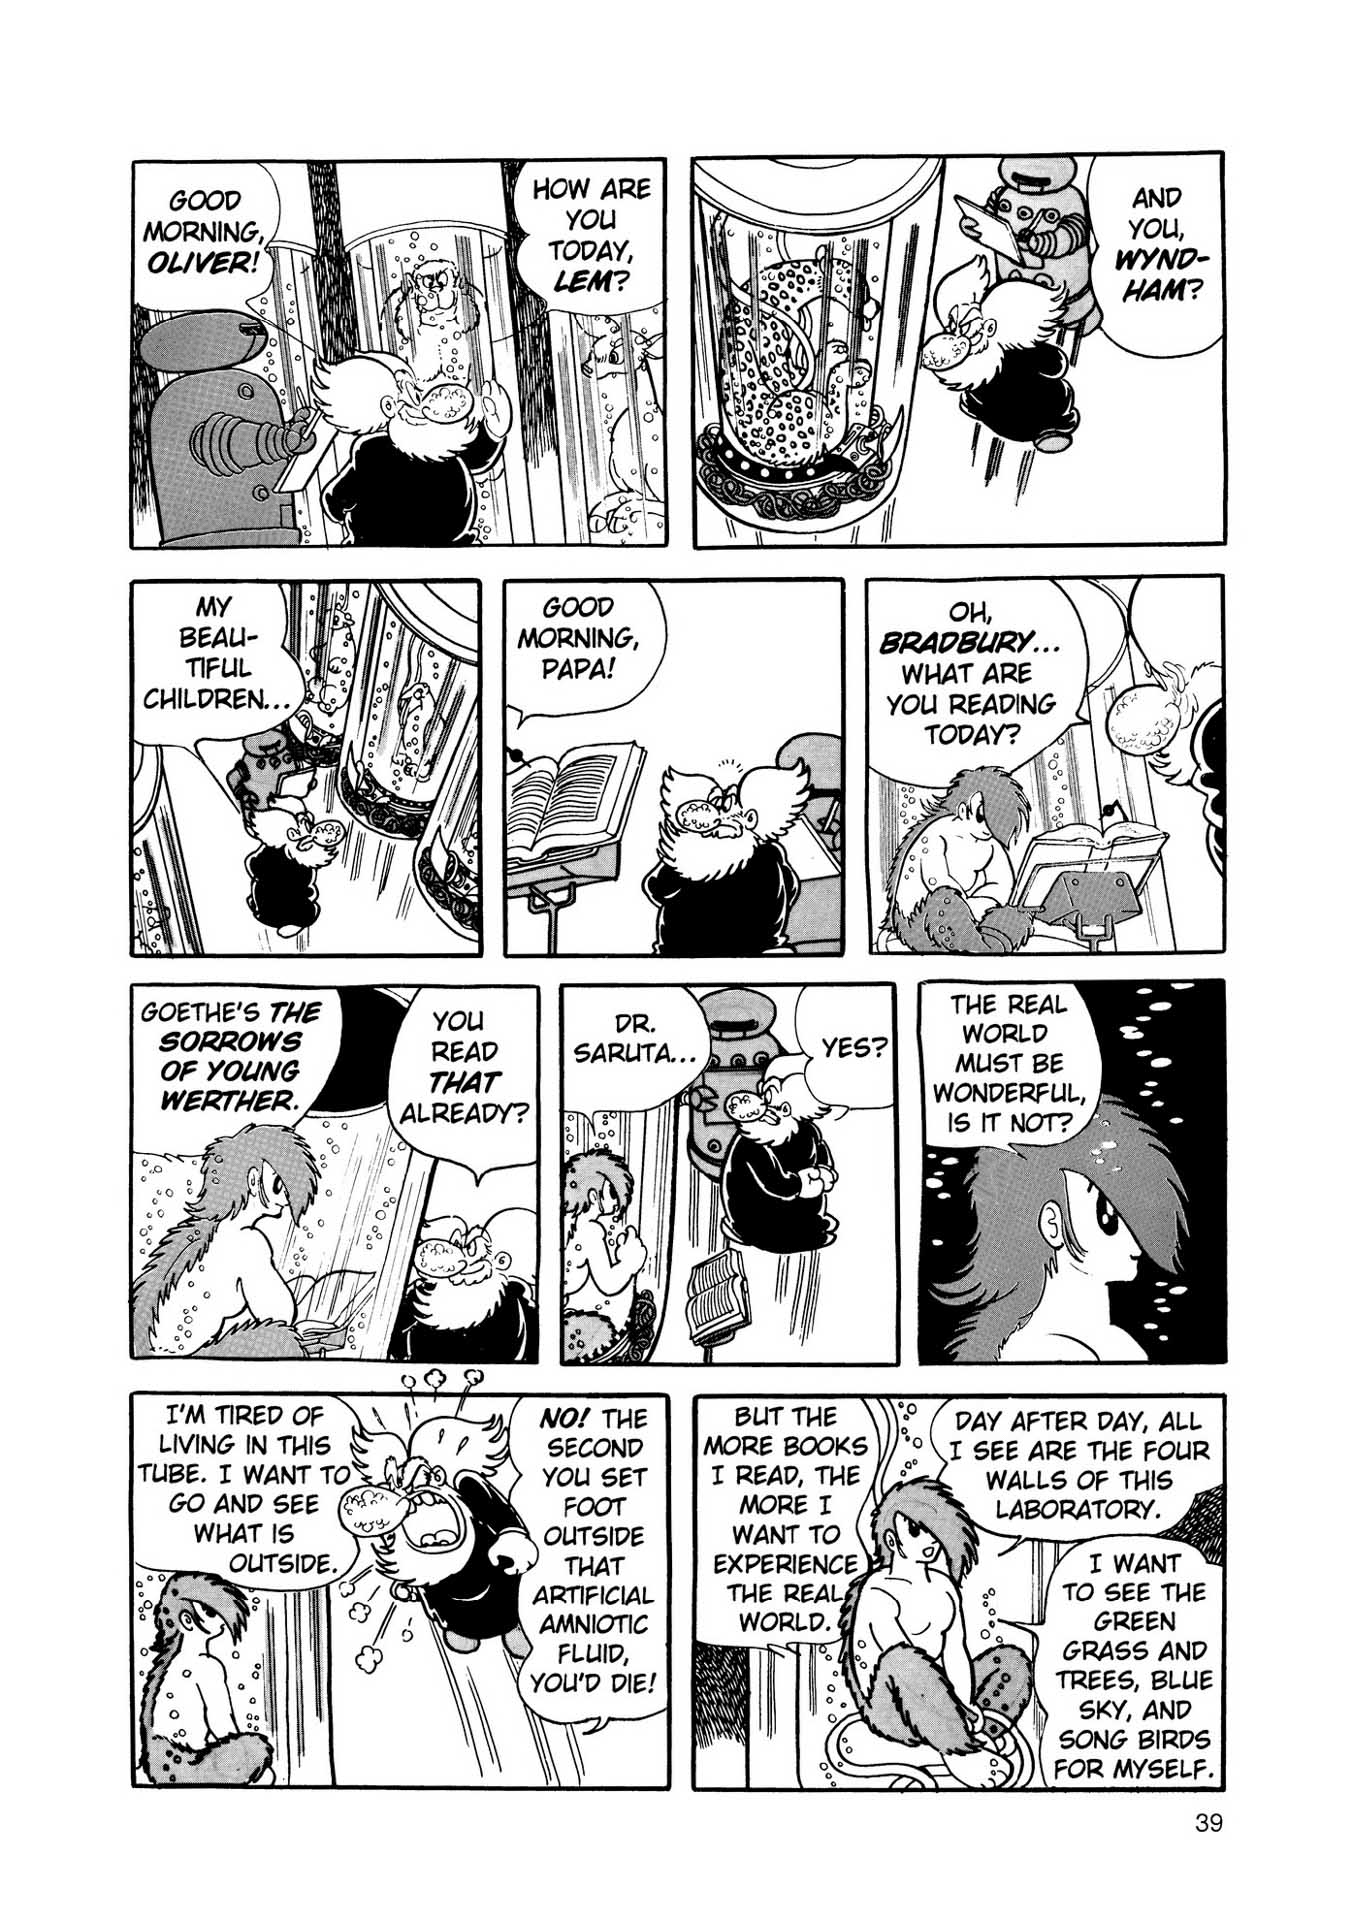 GOOD
MORNING,
OLIVER!
HOW ARE
YOU
TODAY,
LEM?
AND
YOU,
WYND-
HAM?
MY
BEAU-
TIFUL
CHILDREN...
GOOD
MORNING,
PAPA!
OH,
BRADBURY...
WHAT ARE
YOU READING
TODAY?
GOETHE'S THE
SORROWS
OF YOUNG
WERTHER.
YOU
READ
THAT
ALREADY?
DR.
SARUTA...
YES?
THE REAL
WORLD
MUST BE
WONDERFUL,
IS IT NOT?
I'M TIRED OF
LIVING IN THIS
TUBE. I WANT TO
GO AND SEE
WHAT IS
OUTSIDE.
NO! THE
SECOND
YOU SET
FOOT
OUTSIDE
THAT
ARTIFICIAL
AMNIOTIC
FLUID,
YOU'D DIE!
BUT THE
MORE BOOKS
I READ, THE
MORE I
WANT TO
EXPERIENCE
THE REAL
WORLD.
DAY AFTER DAY, ALL
I SEE ARE THE FOUR
WALLS OF THIS
LABORATORY.
I WANT
TO SEE THE
GREEN
GRASS AND
TREES, BLUE
SKY, AND
SONG BIRDS
FOR MYSELF.
39